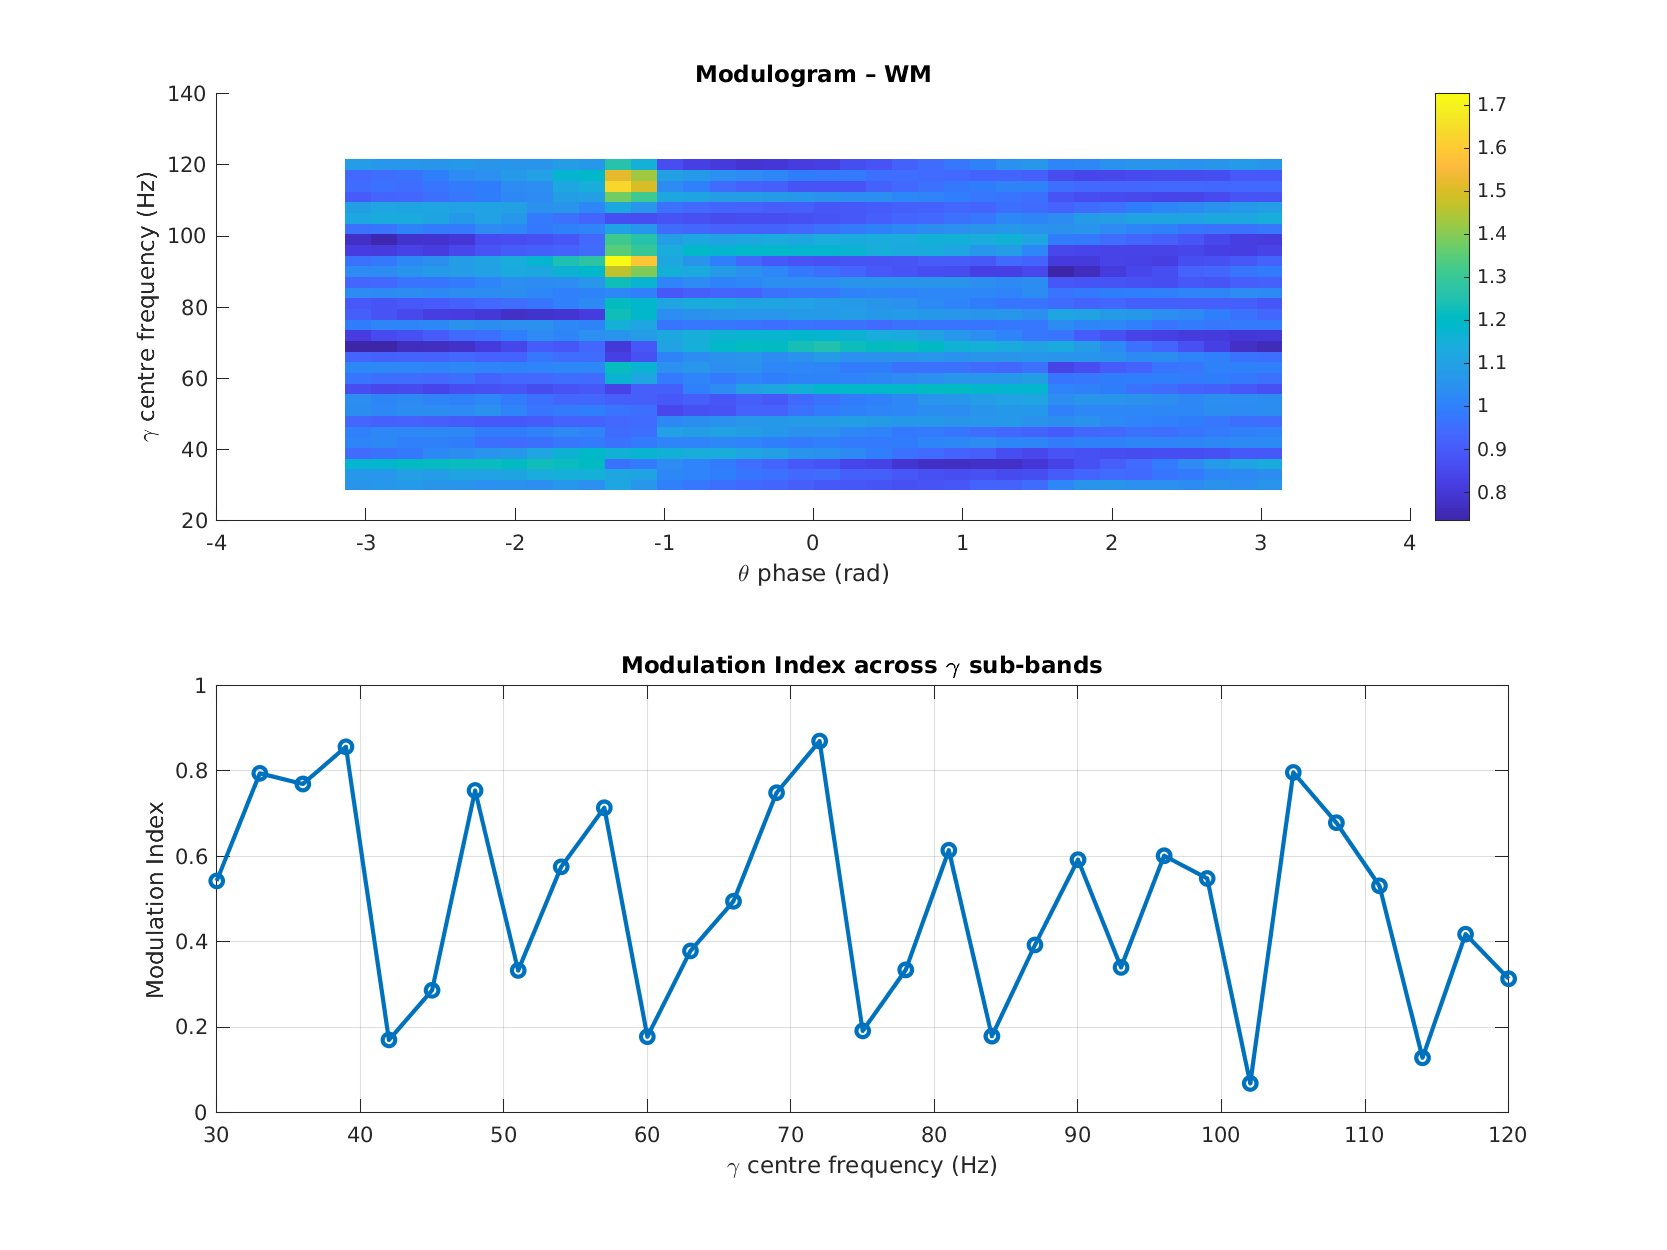 Modulogram – WM
140
120
100
80
60
40
20
γ centre frequency (Hz)
-4 -3 -2 -1 0 1 2 3 4
θ phase (rad)
1.7
1.6
1.5
1.4
1.3
1.2
1.1
1
0.9
0.8
Modulation Index across γ sub-bands
1
0.8
0.6
0.4
0.2
0
Modulation Index
30 40 50 60 70 80 90 100 110 120
γ centre frequency (Hz)